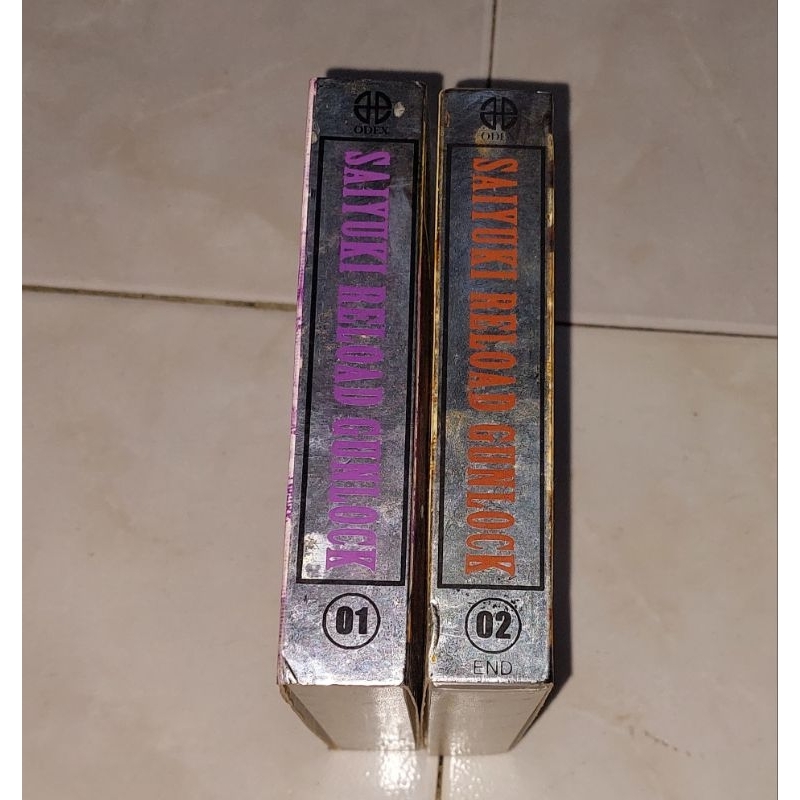 ODEX
SAIYUKI RELOAD GUNLOCK
01
ODEX
SAIYUKI RELOAD GUNLOCK
02
END